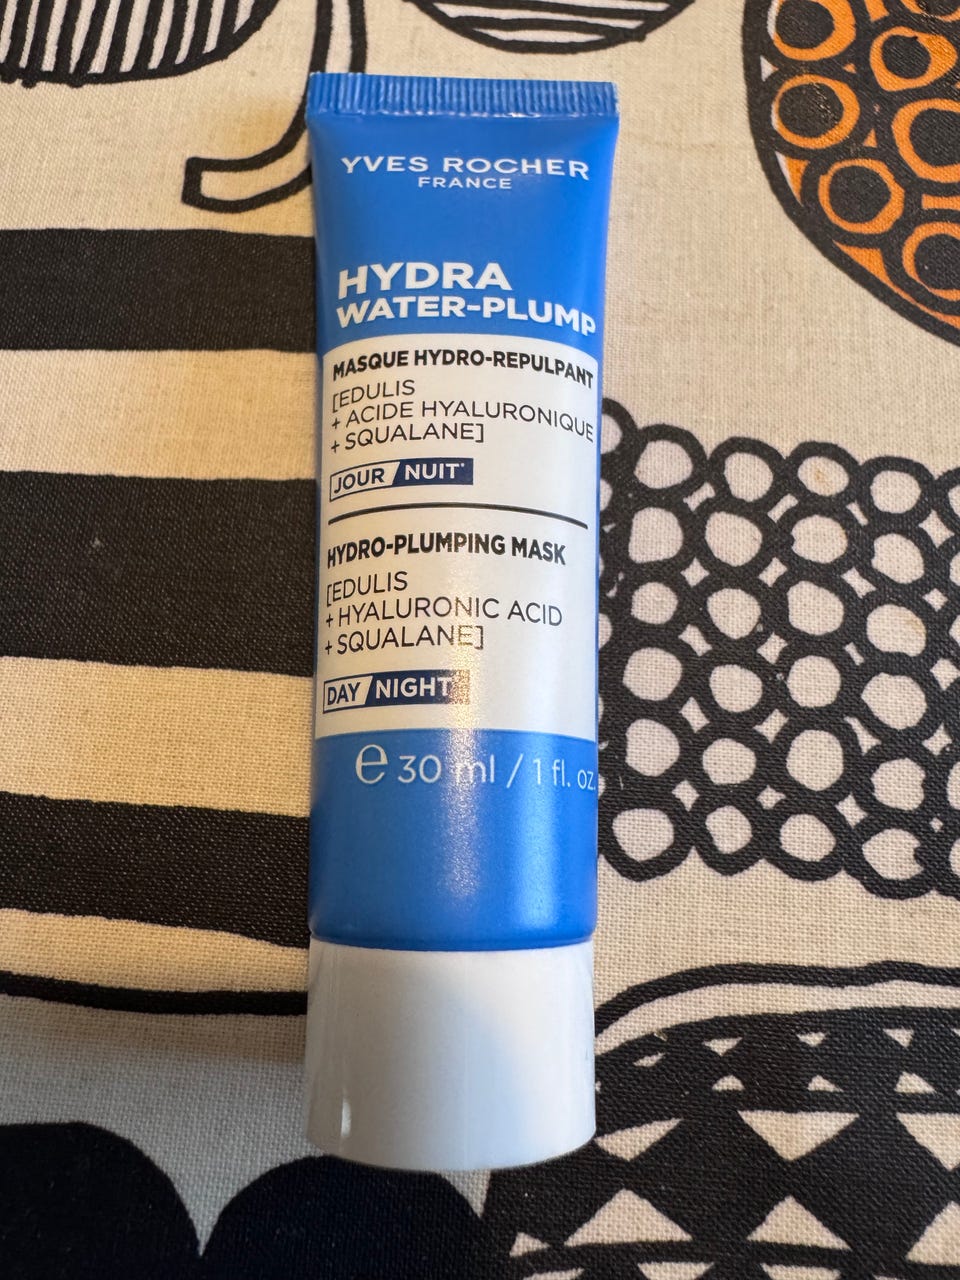 YVES ROCHER
FRANCE
HYDRA
WATER-PLUMP
MASQUE HYDRO-REPULPANT
[EDULIS
+ ACIDE HYALURONIQUE
+ SQUALANE]
JOUR / NUIT*
HYDRO-PLUMPING MASK
[EDULIS
+ HYALURONIC ACID
+ SQUALANE]
DAY / NIGHT*
℮ 30 ml / 1 fl. oz.